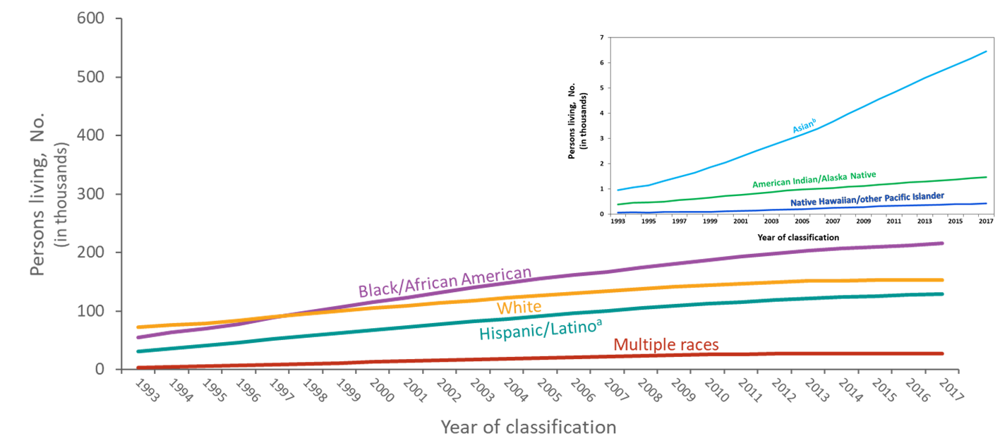 600
500
400
300
200
100
0
Persons living, No.
(in thousands)
Black/African American
White
Hispanic/Latinoᵃ
Multiple races
1993 1994 1995 1996 1997 1998 1999 2000 2001 2002 2003 2004 2005 2006 2007 2008 2009 2010 2011 2012 2013 2014 2015 2016 2017
Year of classification
7
6
5
4
3
2
1
0
Persons living, No.
(in thousands)
Asianᵇ
American Indian/Alaska Native
Native Hawaiian/other Pacific Islander
1993 1995 1997 1999 2001 2003 2005 2007 2009 2011 2013 2015 2017
Year of classification